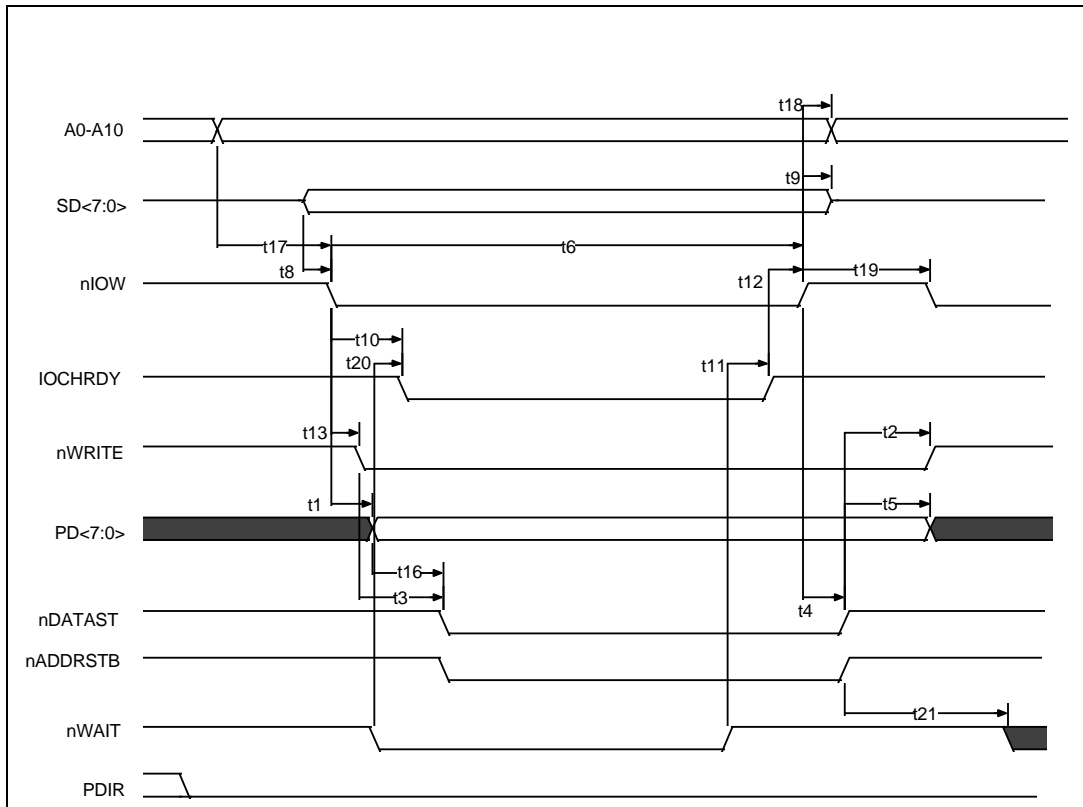 t18
A0-A10
t9
SD<7:0>
t17 t6
t8 t12 t19
nIOW
t10
t20 t11
IOCHRDY
t13 t2
nWRITE
t1 t5
PD<7:0>
t16
t3 t4
nDATAST
nADDRSTB
t21
nWAIT
PDIR